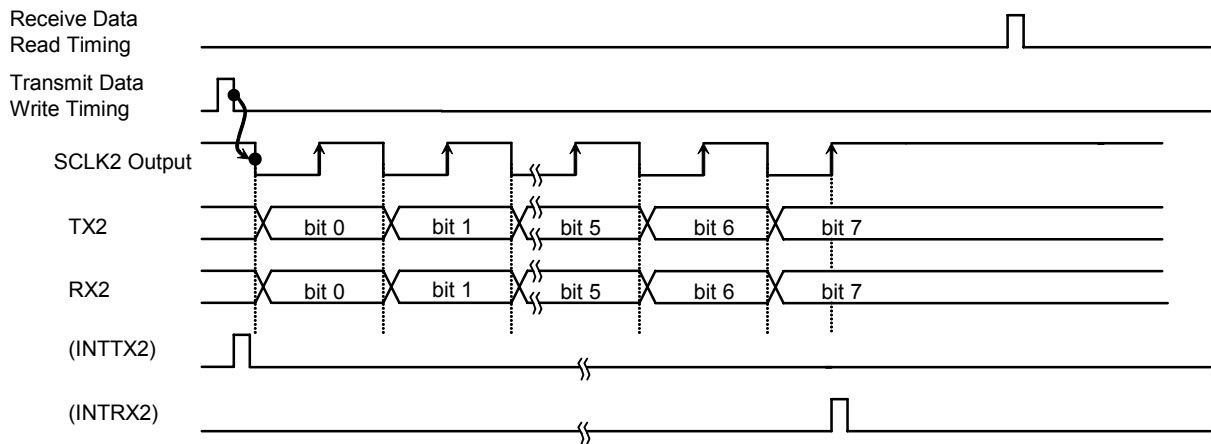 Receive Data
Read Timing
Transmit Data
Write Timing
SCLK2 Output
TX2
bit 0
bit 1
bit 5
bit 6
bit 7
RX2
bit 0
bit 1
bit 5
bit 6
bit 7
(INTTX2)
(INTRX2)